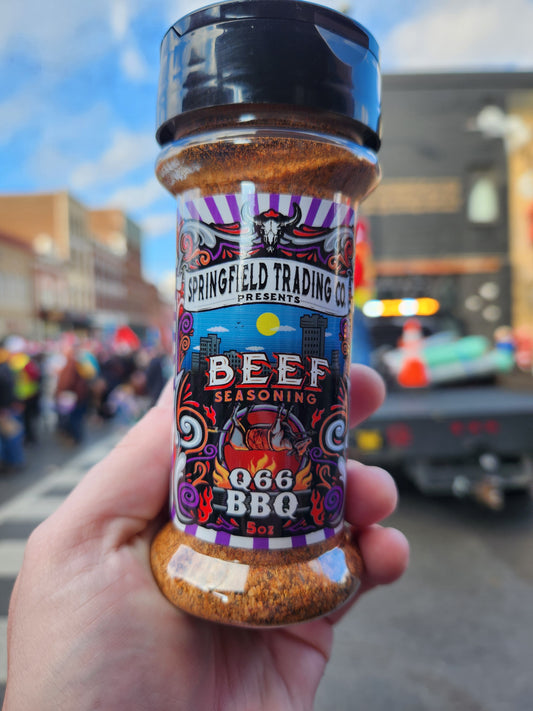 SPRINGFIELD TRADING CO.
PRESENTS
BEEF
SEASONING
Q66
BBQ
5oz